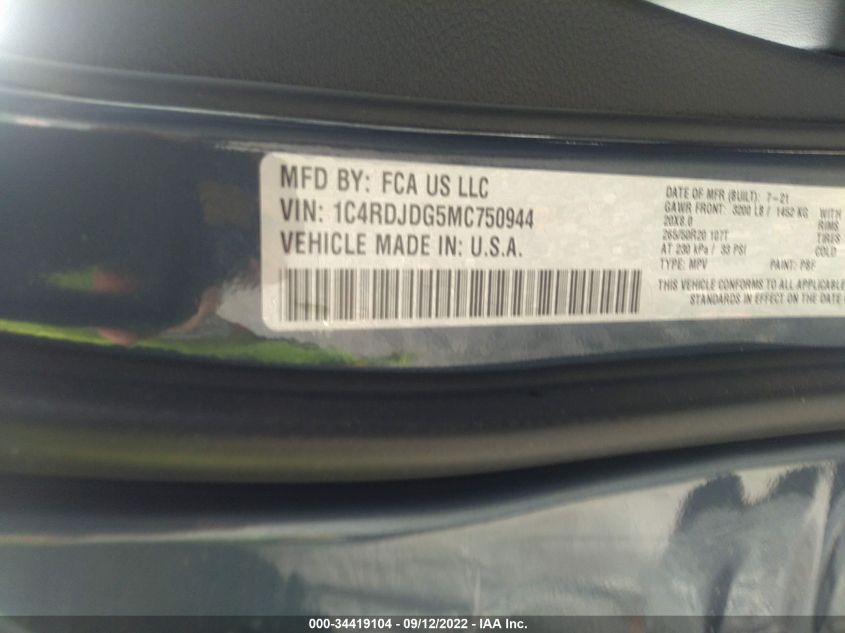 MFD BY: FCA US LLC
VIN: 1C4RDJDG5MC750944
VEHICLE MADE IN: U.S.A.
DATE OF MFR (BUILT): 7-21
GAWR FRONT: 3200 LB / 1452 KG WITH
20X8.0 RIMS
265/50R20 107T TIRES
AT 230 kPa / 33 PSI COLD
TYPE: MPV PAINT: PBF
THIS VEHICLE CONFORMS TO ALL APPLICABLE
STANDARDS IN EFFECT ON THE DATE
000-34419104 - 09/12/2022 - IAA Inc.